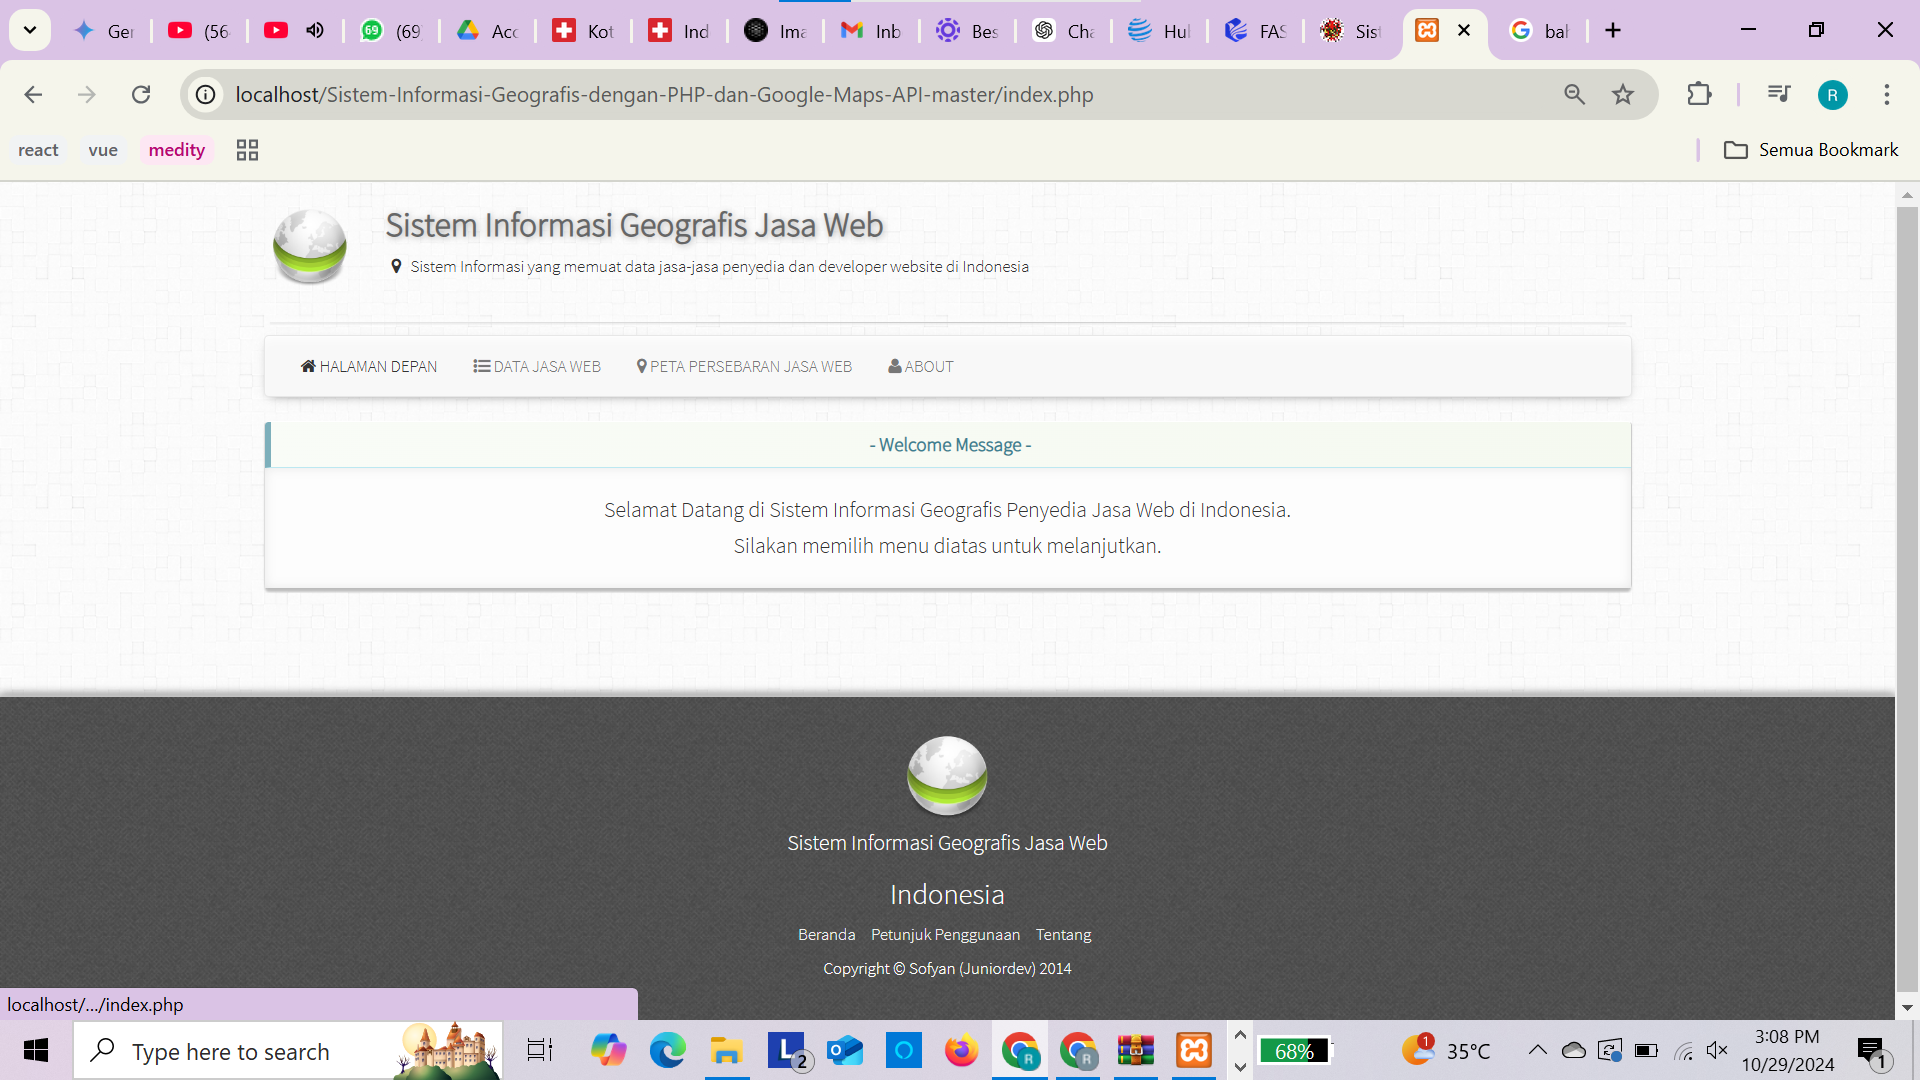 Ger
(56
(69
Acc
Kot
Ind
Ima
Inb
Bes
Cha
Hul
FAS
Sist
bah
localhost/Sistem-Informasi-Geografis-dengan-PHP-dan-Google-Maps-API-master/index.php
R
react
vue
medity
Semua Bookmark
Sistem Informasi Geografis Jasa Web
Sistem Informasi yang memuat data jasa-jasa penyedia dan developer website di Indonesia
HALAMAN DEPAN
DATA JASA WEB
PETA PERSEBARAN JASA WEB
ABOUT
- Welcome Message -
Selamat Datang di Sistem Informasi Geografis Penyedia Jasa Web di Indonesia.
Silakan memilih menu diatas untuk melanjutkan.
Sistem Informasi Geografis Jasa Web
Indonesia
Beranda Petunjuk Penggunaan Tentang
Copyright © Sofyan (Juniordev) 2014
localhost/.../index.php
Type here to search
L 2
68%
1
35°C
3:08 PM
10/29/2024
1